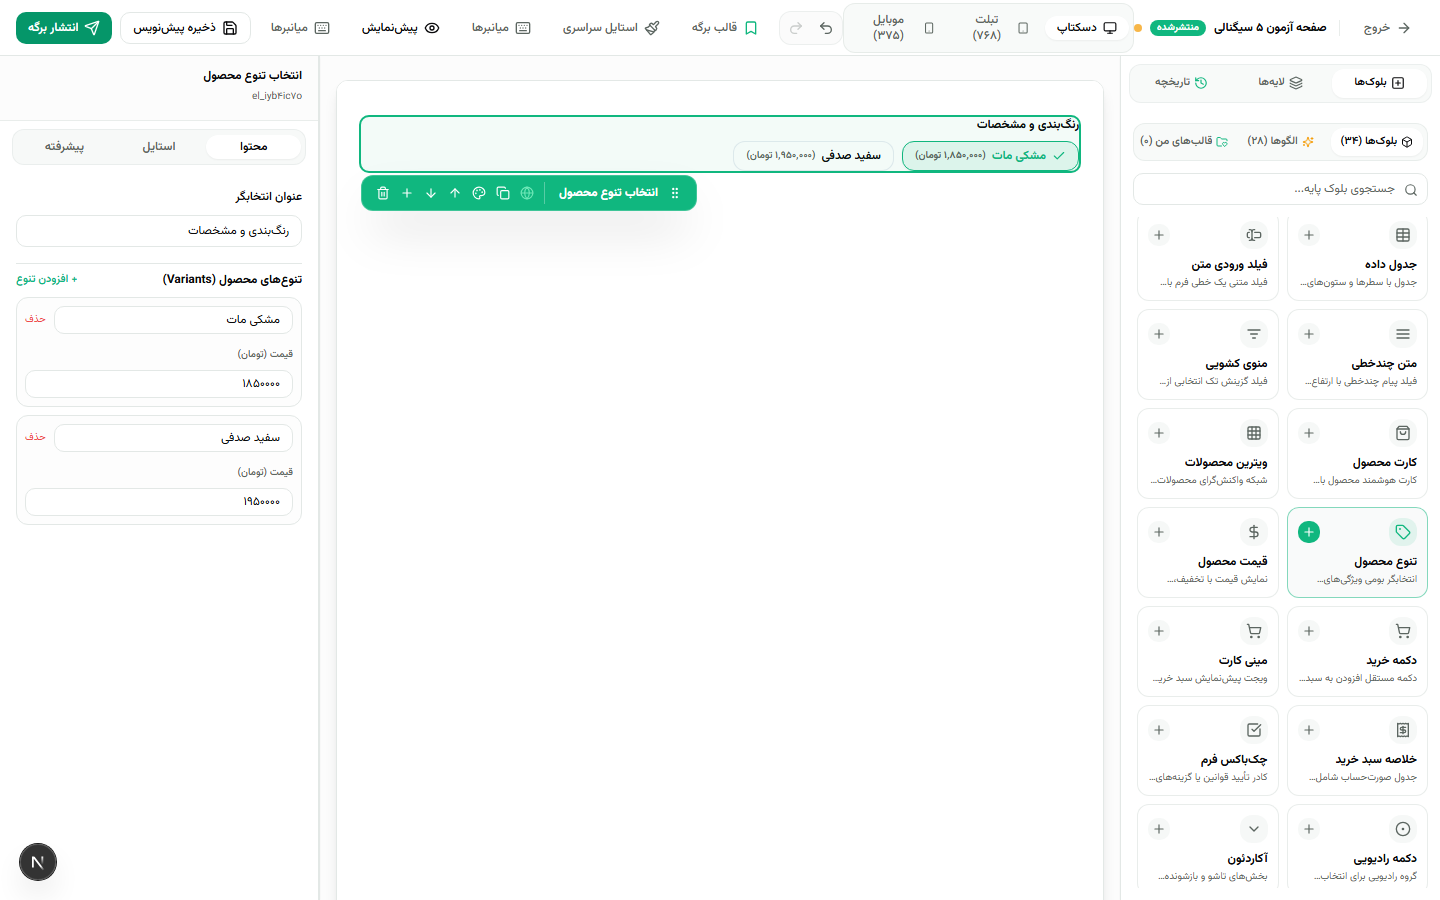 خروج
صفحه آزمون ۵ سیگنالی
منتشرشده
دسکتاپ
تبلت (۷۶۸)
موبایل (۳۷۵)
قالب برگه
استایل سراسری
میانبرها
پیش‌نمایش
میانبرها
ذخیره پیش‌نویس
انتشار برگه
بلوک‌ها
لایه‌ها
تاریخچه
بلوک‌ها (۳۴)
الگوها (۲۸)
قالب‌های من (۰)
جستجوی بلوک پایه...
جدول داده
جدول با سطرها و ستون‌های...
فیلد ورودی متن
فیلد متنی یک خطی فرم با...
متن چندخطی
فیلد پیام چندخطی با ارتفاع...
منوی کشویی
فیلد گزینش تک انتخابی از...
کارت محصول
کارت هوشمند محصول با...
ویترین محصولات
شبکه واکنش‌گرای محصولات...
تنوع محصول
انتخابگر بومی ویژگی‌های...
قیمت محصول
نمایش قیمت با تخفیف،...
دکمه خرید
دکمه مستقل افزودن به سبد...
مینی کارت
ویجت پیش‌نمایش سبد خرید...
خلاصه سبد خرید
جدول صورت‌حساب شامل...
چک‌باکس فرم
کادر تأیید قوانین یا گزینه‌های...
دکمه رادیویی
گروه رادیویی برای انتخاب...
آکاردئون
بخش‌های تاشو و بازشونده...
رنگ‌بندی و مشخصات
مشکی مات (۱,۸۵۰,۰۰۰ تومان)
سفید صدفی (۱,۹۵۰,۰۰۰ تومان)
انتخاب تنوع محصول
انتخاب تنوع محصول
el_iyb۴ic۷o
محتوا
استایل
پیشرفته
عنوان انتخابگر
رنگ‌بندی و مشخصات
تنوع‌های محصول (Variants)
+ افزودن تنوع
مشکی مات
حذف
قیمت (تومان)
۱۸۵۰۰۰۰
سفید صدفی
حذف
قیمت (تومان)
۱۹۵۰۰۰۰
N